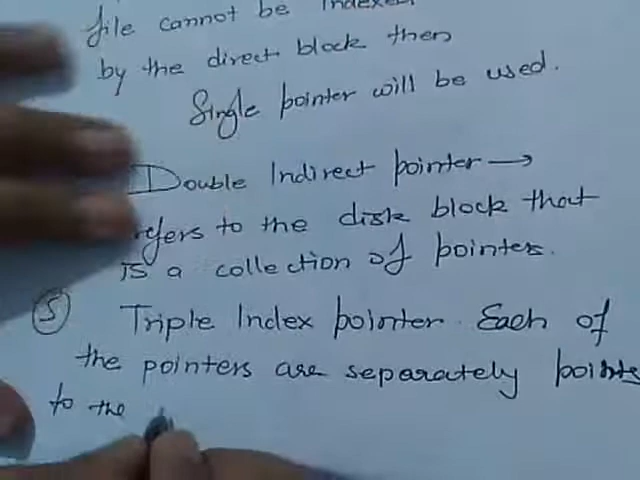 file cannot be Indexed
by the direct block then
Single pointer will be used.
Double Indirect pointer →
refers to the disk block that
is a collection of pointers.
5 Triple Index pointer. Each of
the pointers are separately points
to the